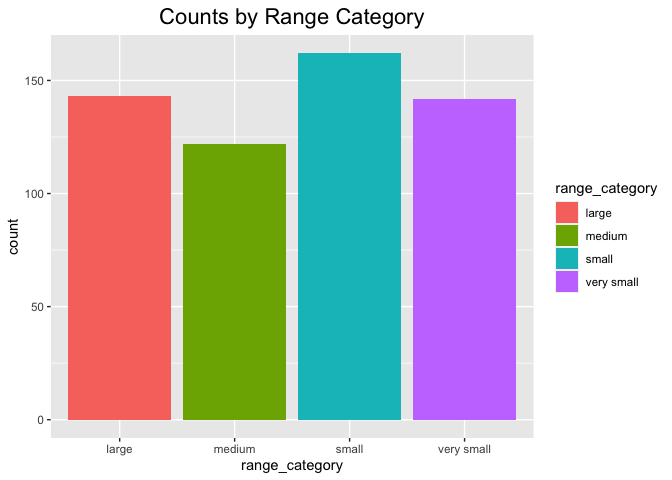 Counts by Range Category
count
150
100
50
0
large
medium
small
very small
range_category
range_category
large
medium
small
very small